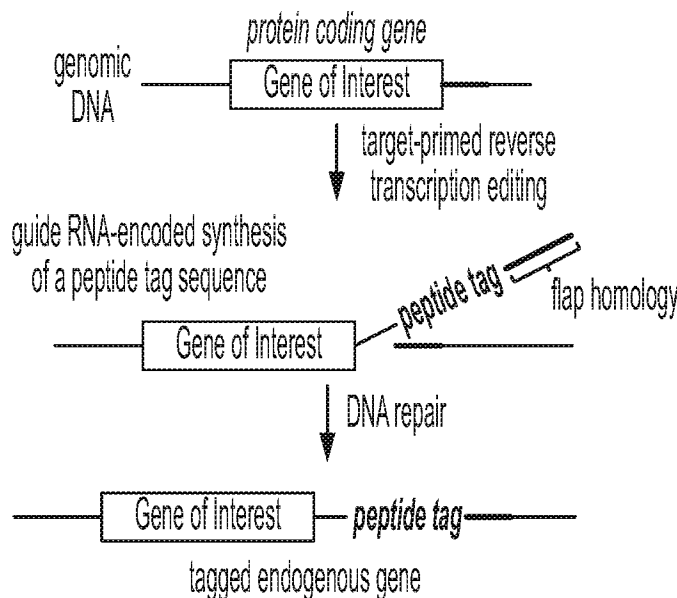 protein coding gene
genomic
DNA
Gene of Interest
target-primed reverse
transcription editing
guide RNA-encoded synthesis
of a peptide tag sequence
peptide tag
flap homology
Gene of Interest
DNA repair
Gene of Interest
peptide tag
tagged endogenous gene